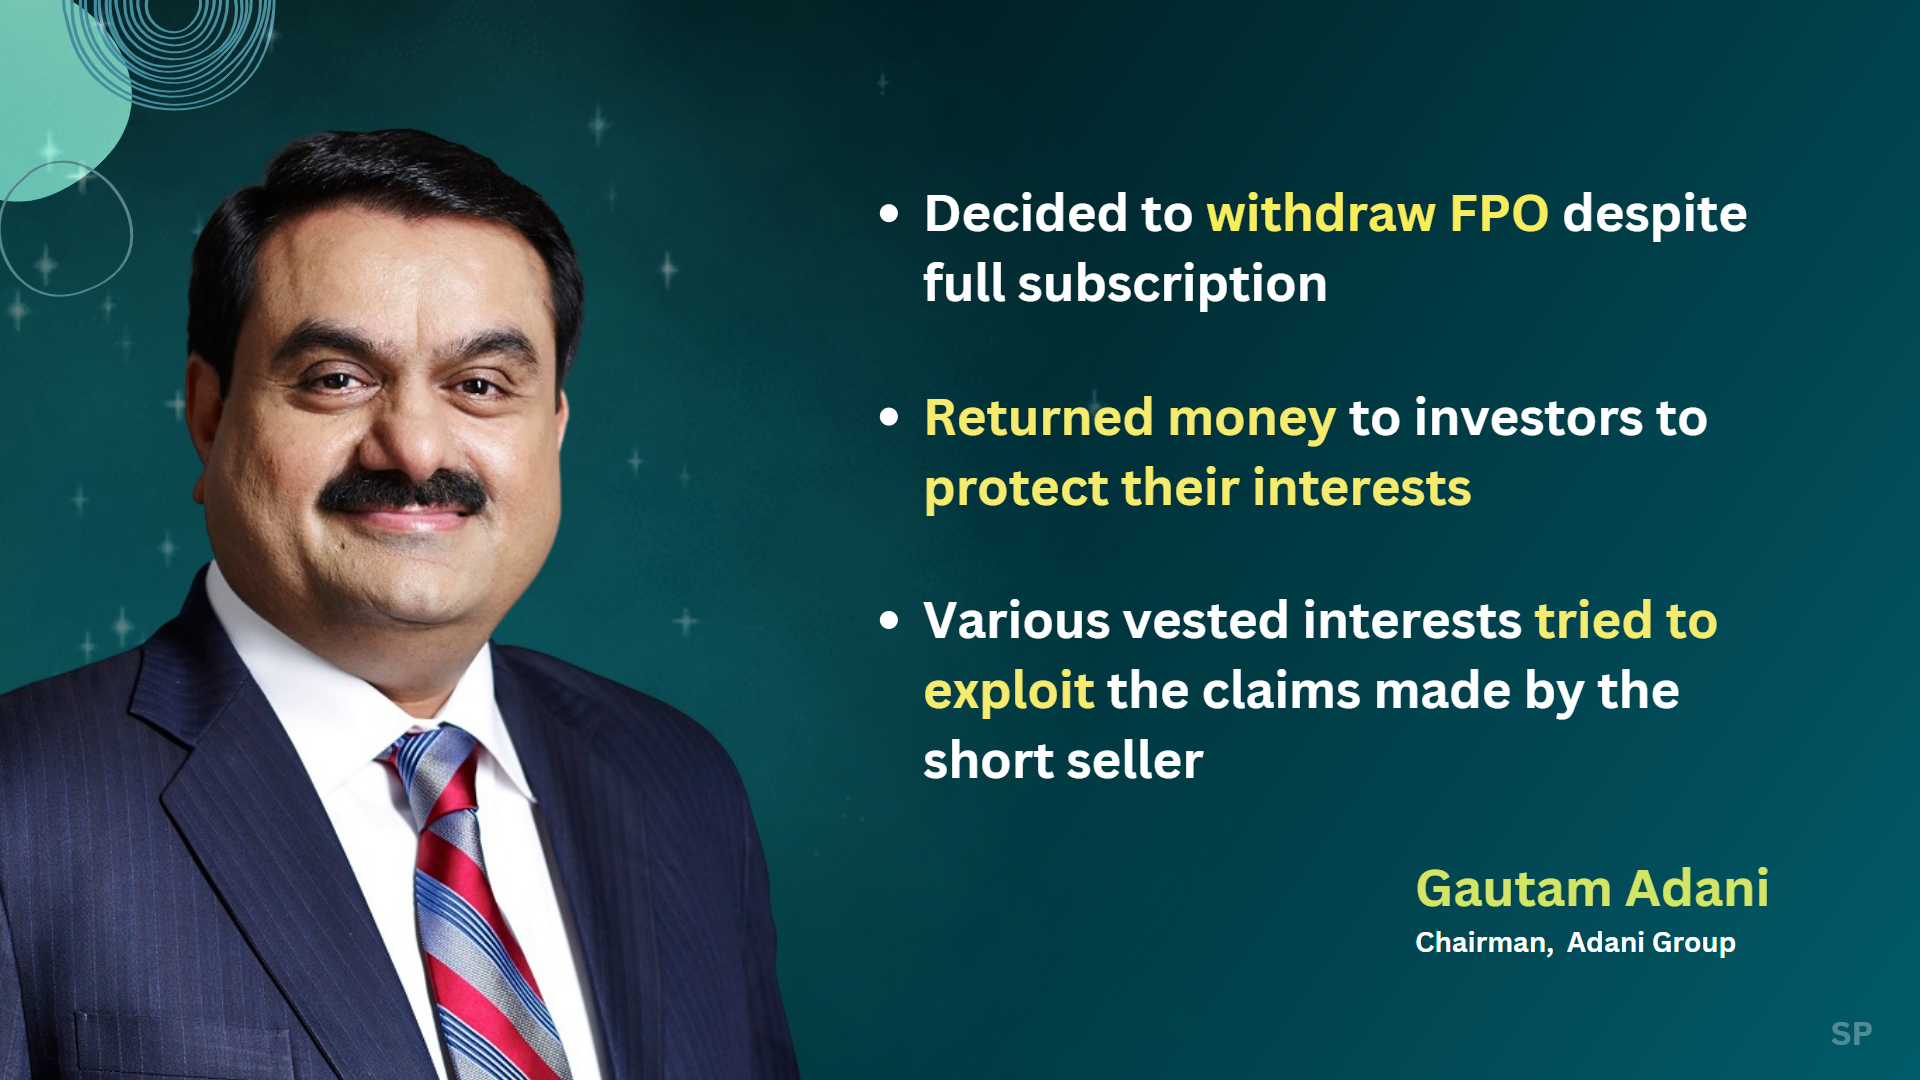 • Decided to withdraw FPO despite
full subscription
• Returned money to investors to
protect their interests
• Various vested interests tried to
exploit the claims made by the
short seller
Gautam Adani
Chairman, Adani Group
SP